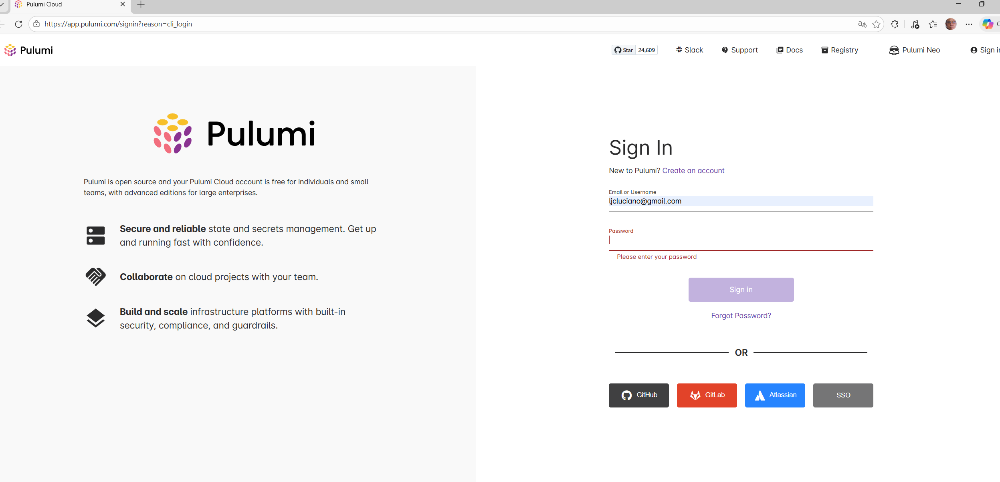 Pulumi Cloud
https://app.pulumi.com/signin?reason=cli_login
Pulumi
Star 24,609
Slack
Support
Docs
Registry
Pulumi Neo
Sign in
Pulumi
Pulumi is open source and your Pulumi Cloud account is free for individuals and small
teams, with advanced editions for large enterprises.
Secure and reliable state and secrets management. Get up
and running fast with confidence.
Collaborate on cloud projects with your team.
Build and scale infrastructure platforms with built-in
security, compliance, and guardrails.
Sign In
New to Pulumi? Create an account
Email or Username
ljcluciano@gmail.com
Password
Please enter your password
Sign in
Forgot Password?
OR
GitHub
GitLab
Atlassian
SSO